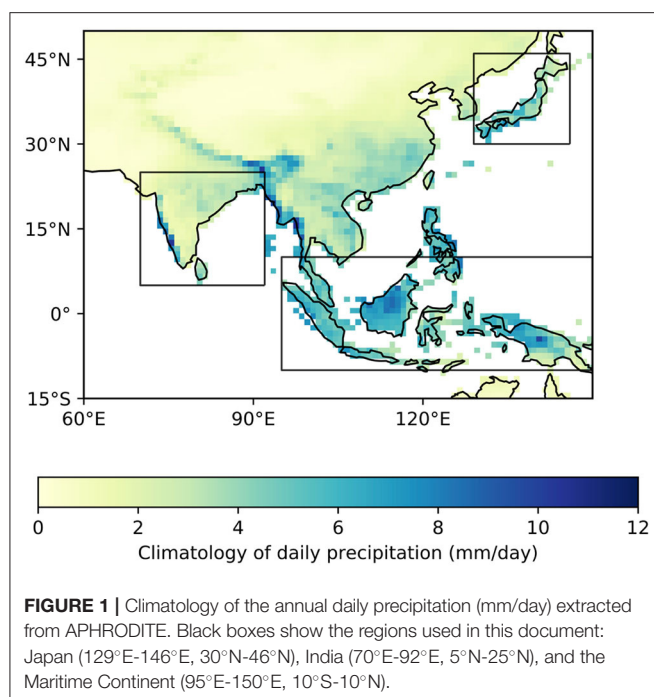 45°N
30°N
15°N
0°
15°S
60°E 90°E 120°E
0 2 4 6 8 10 12
Climatology of daily precipitation (mm/day)
FIGURE 1 | Climatology of the annual daily precipitation (mm/day) extracted
from APHRODITE. Black boxes show the regions used in this document:
Japan (129°E-146°E, 30°N-46°N), India (70°E-92°E, 5°N-25°N), and the
Maritime Continent (95°E-150°E, 10°S-10°N).